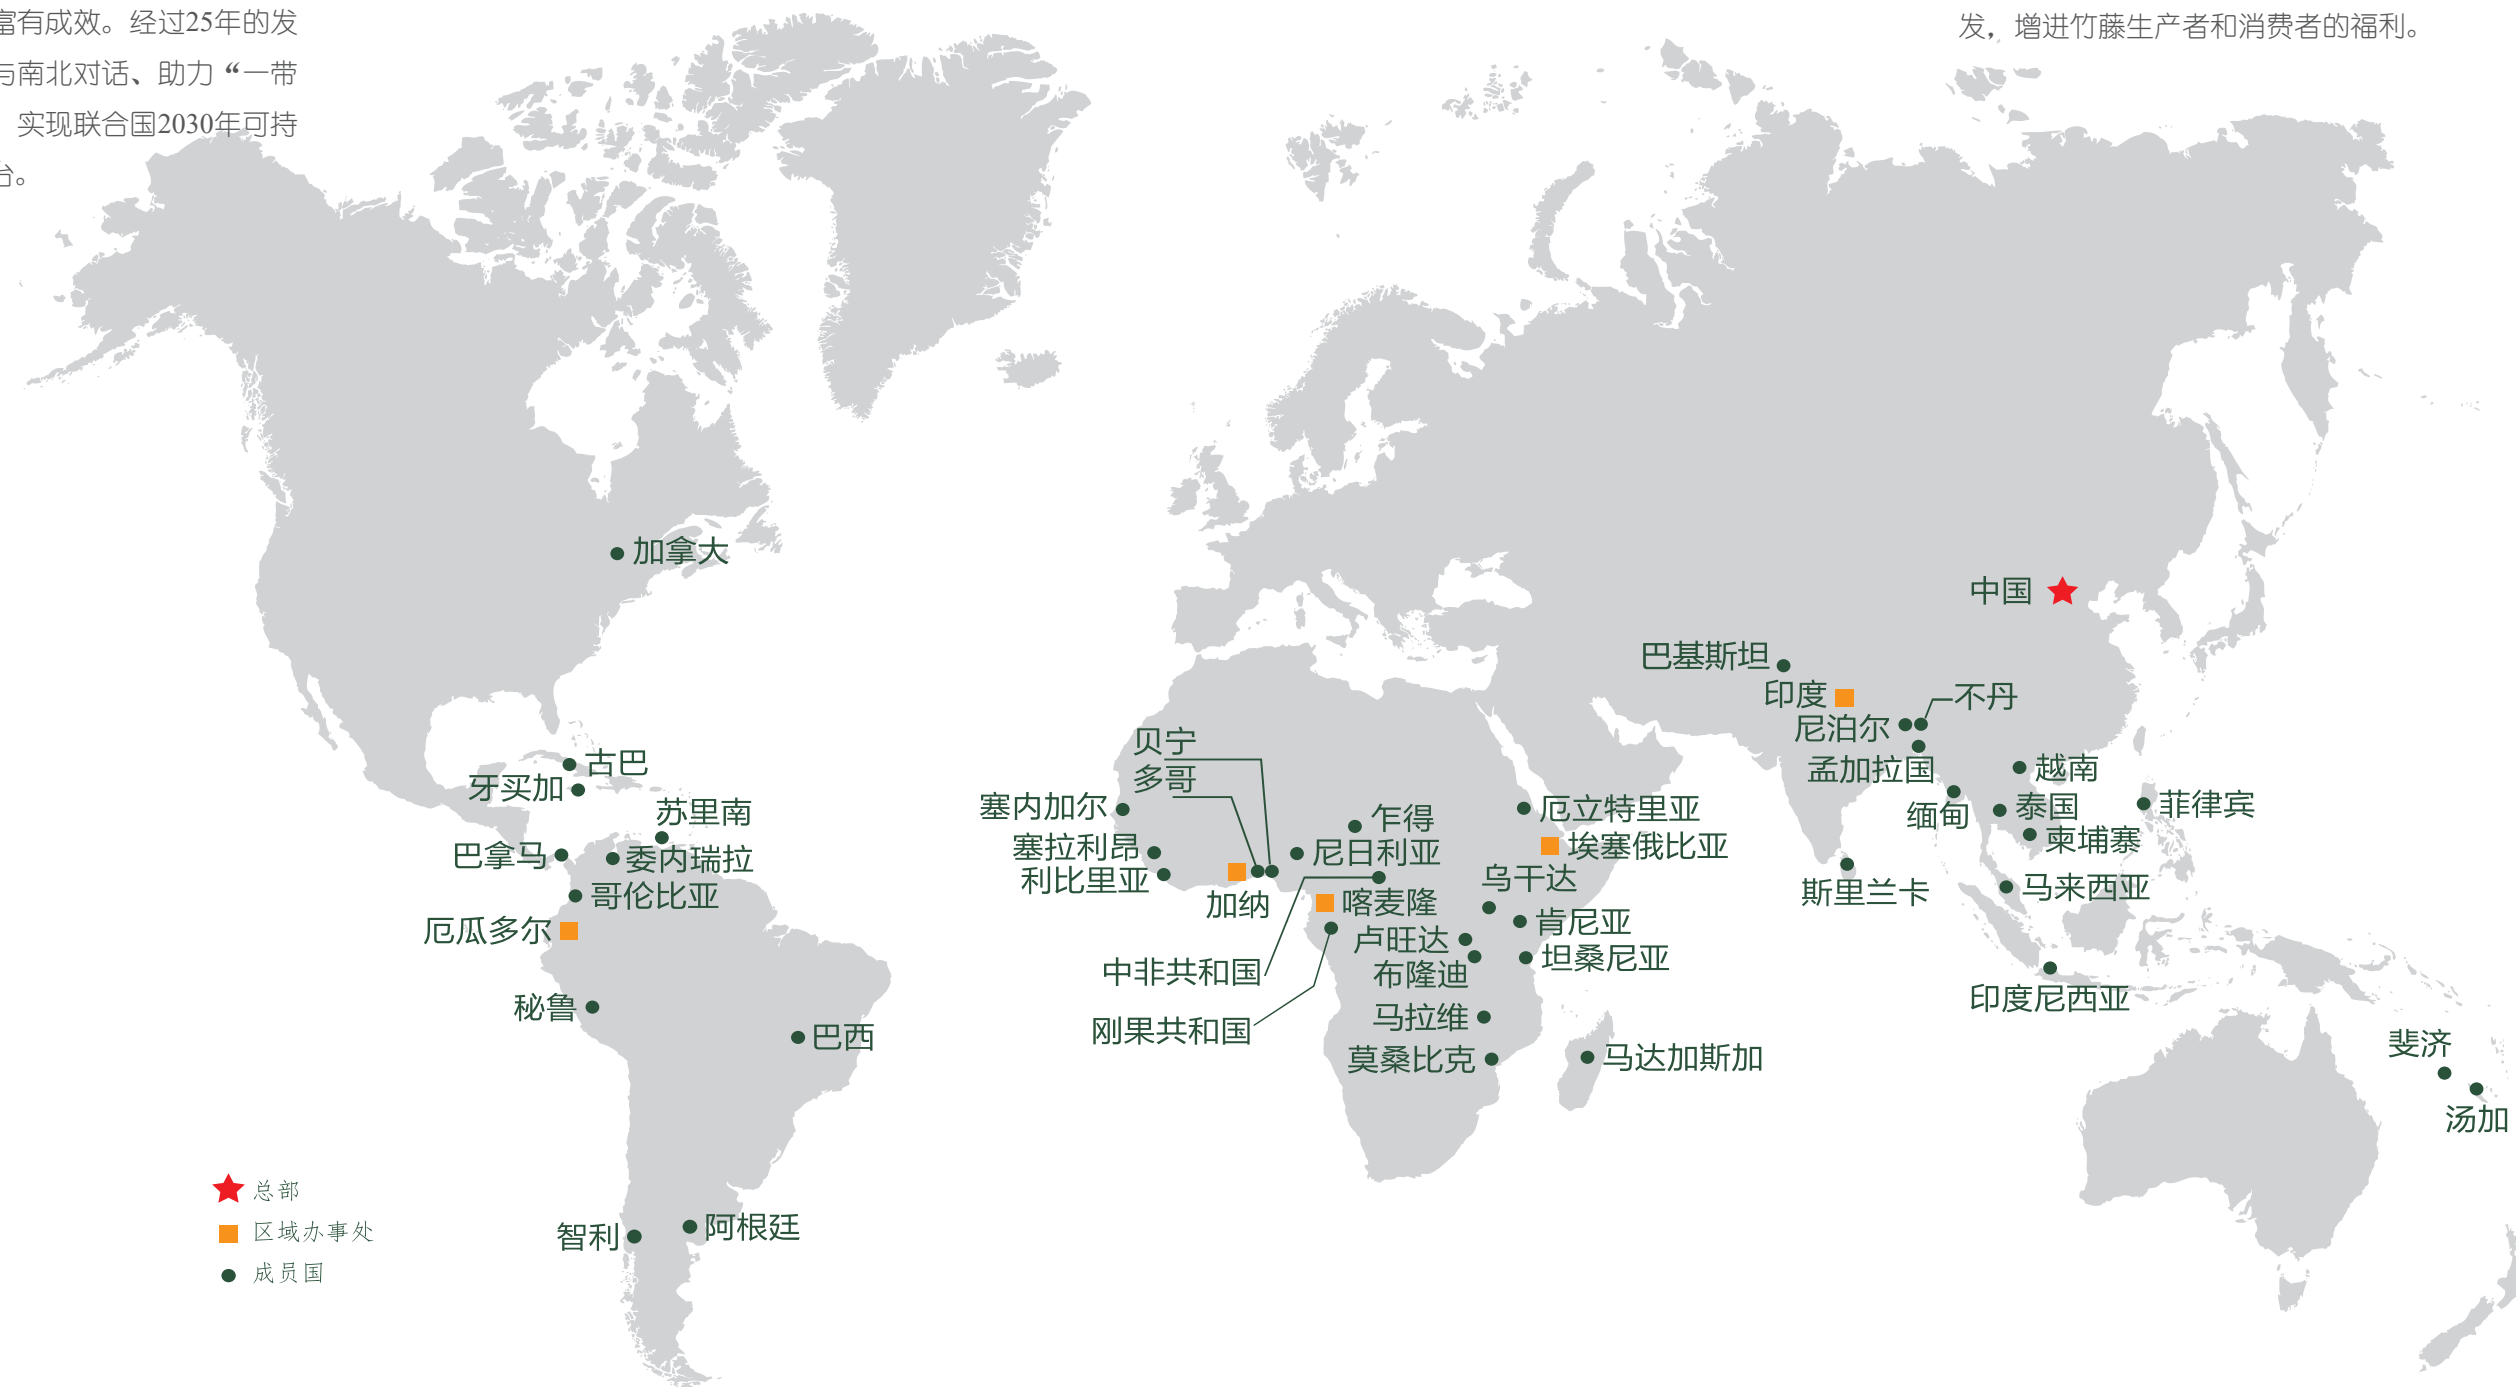 富有成效。经过25年的发
与南北对话、助力“一带
实现联合国2030年可持
台。
发，增进竹藤生产者和消费者的福利。
加拿大
中国
巴基斯坦
印度
不丹
尼泊尔
孟加拉国
越南
缅甸
泰国
菲律宾
柬埔寨
斯里兰卡
马来西亚
印度尼西亚
斐济
汤加
古巴
牙买加
苏里南
巴拿马
委内瑞拉
哥伦比亚
厄瓜多尔
秘鲁
巴西
智利
阿根廷
贝宁
多哥
塞内加尔
塞拉利昂
利比里亚
加纳
乍得
尼日利亚
喀麦隆
中非共和国
刚果共和国
厄立特里亚
埃塞俄比亚
乌干达
肯尼亚
卢旺达
布隆迪
坦桑尼亚
马拉维
莫桑比克
马达加斯加
总部
区域办事处
成员国